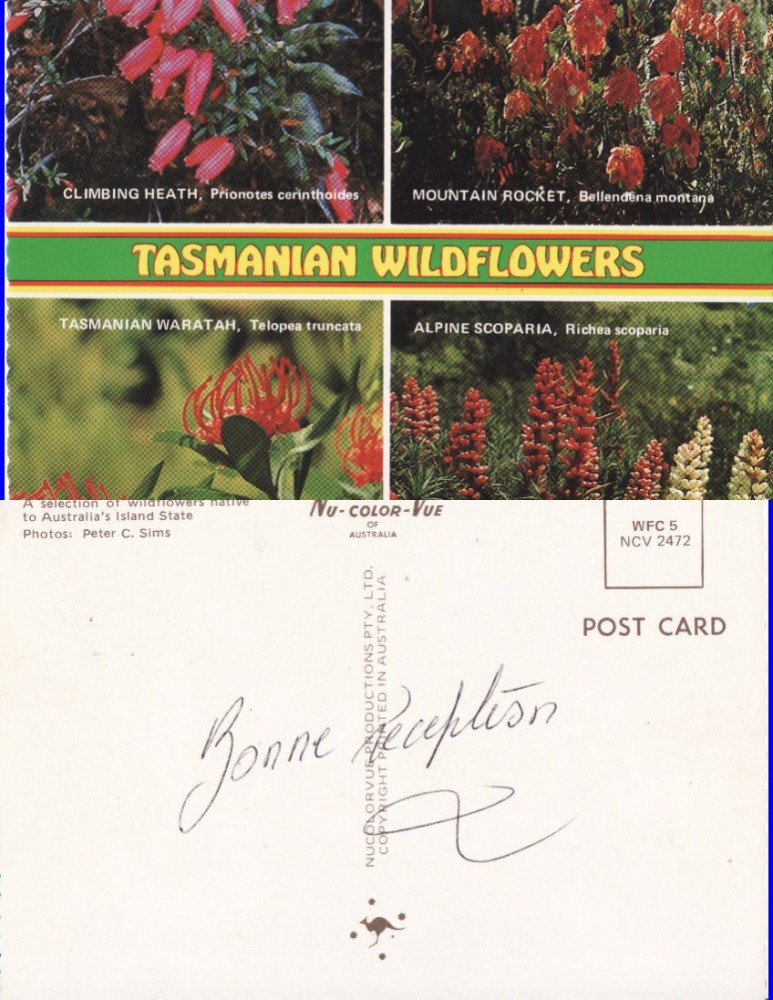 CLIMBING HEATH, Prionotes cerinthoides
MOUNTAIN ROCKET, Bellendena montana
TASMANIAN WILDFLOWERS
TASMANIAN WARATAH, Telopea truncata
ALPINE SCOPARIA, Richea scoparia
A selection of wildflowers native
to Australia's Island State
Photos: Peter C. Sims
NU-COLOR-VUE
OF
AUSTRALIA
WFC 5
NCV 2472
POST CARD
NUCOLORVUE PRODUCTIONS PTY. LTD.
COPYRIGHT PRINTED IN AUSTRALIA
Bonne reception